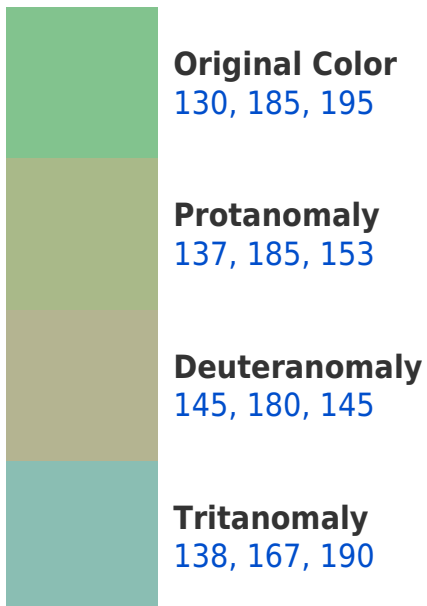 Original Color
130, 185, 195
Protanomaly
137, 185, 153
Deuteranomaly
145, 180, 145
Tritanomaly
138, 167, 190